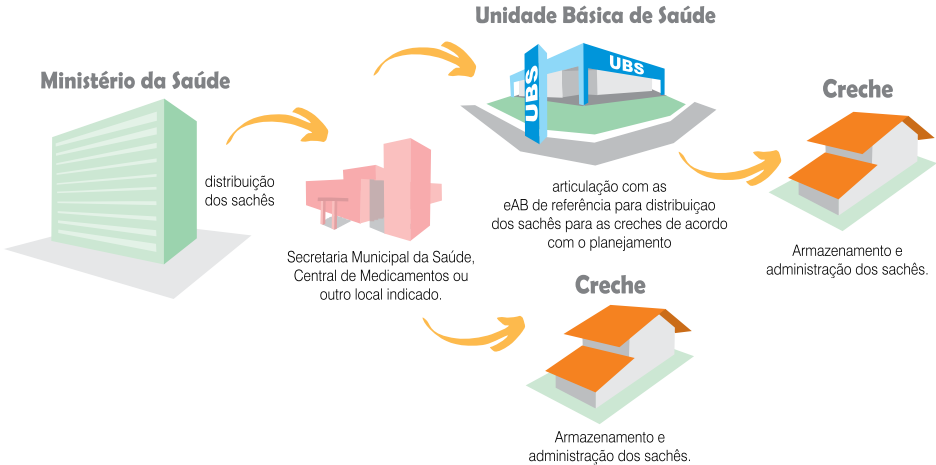 Ministério da Saúde
distribuição
dos sachês
Secretaria Municipal da Saúde,
Central de Medicamentos ou
outro local indicado.
Unidade Básica de Saúde
UBS
UBS
articulação com as
eAB de referência para distribuiçao
dos sachês para as creches de acordo
com o planejamento
Creche
Armazenamento e
administração dos sachês.
Creche
Armazenamento e
administração dos sachês.